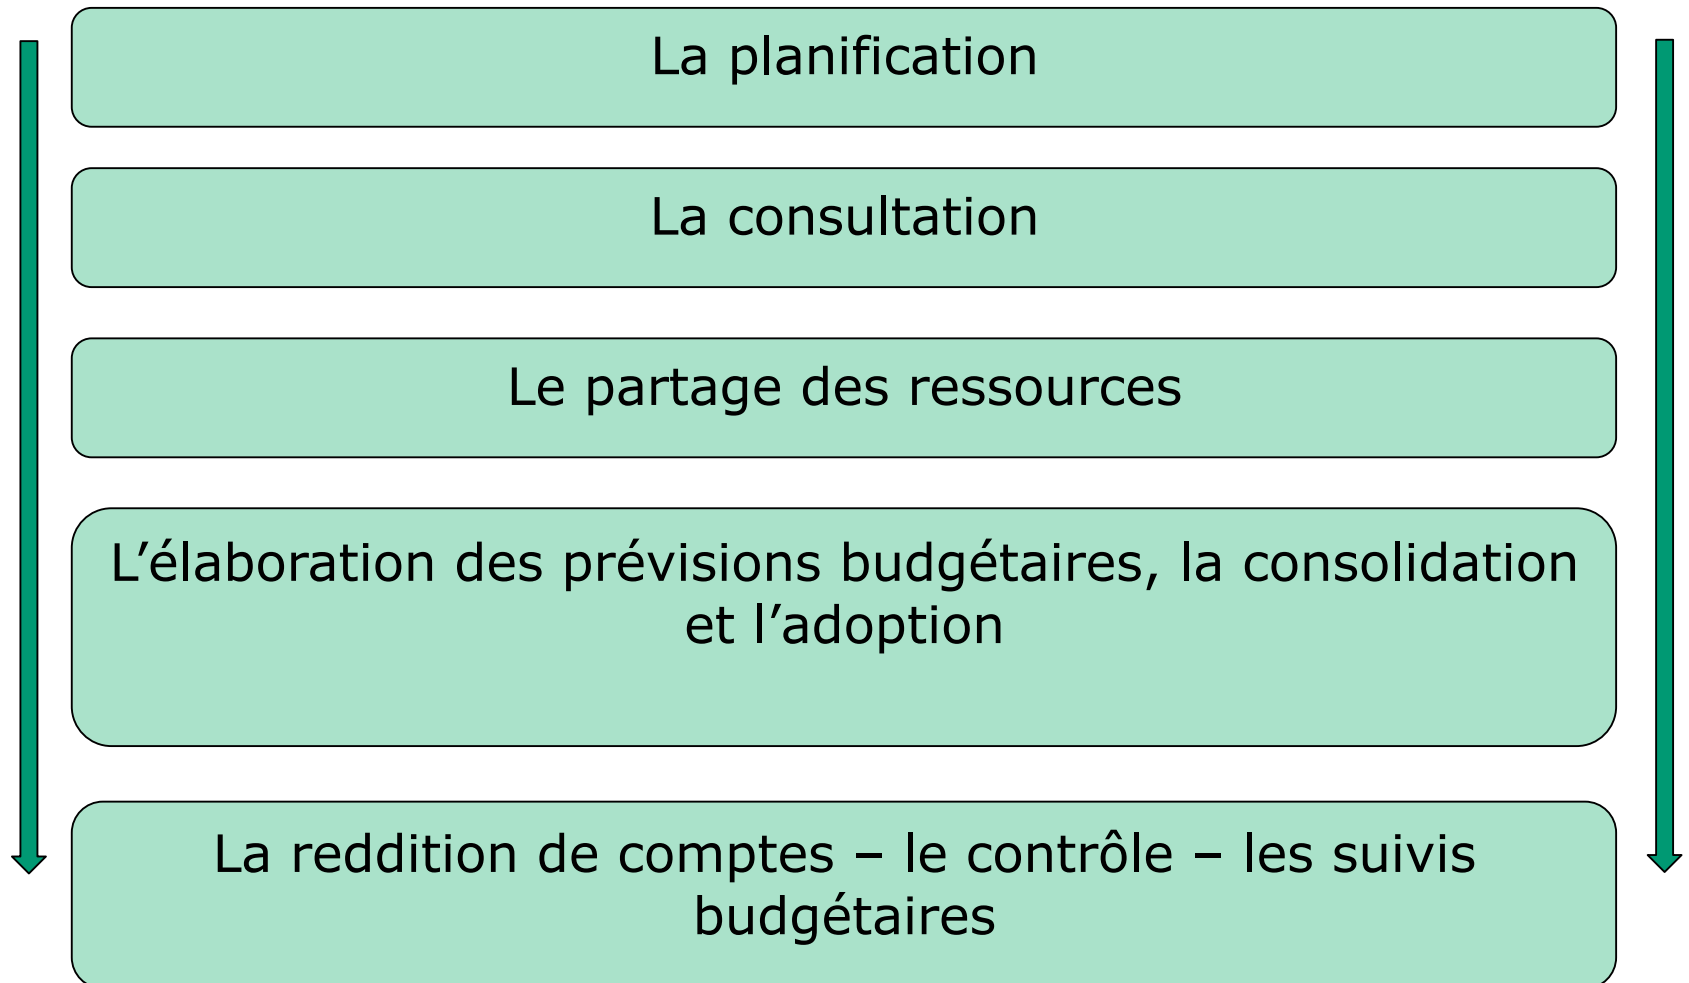 La planification
La consultation
Le partage des ressources
L’élaboration des prévisions budgétaires, la consolidation
et l’adoption
La reddition de comptes – le contrôle – les suivis
budgétaires